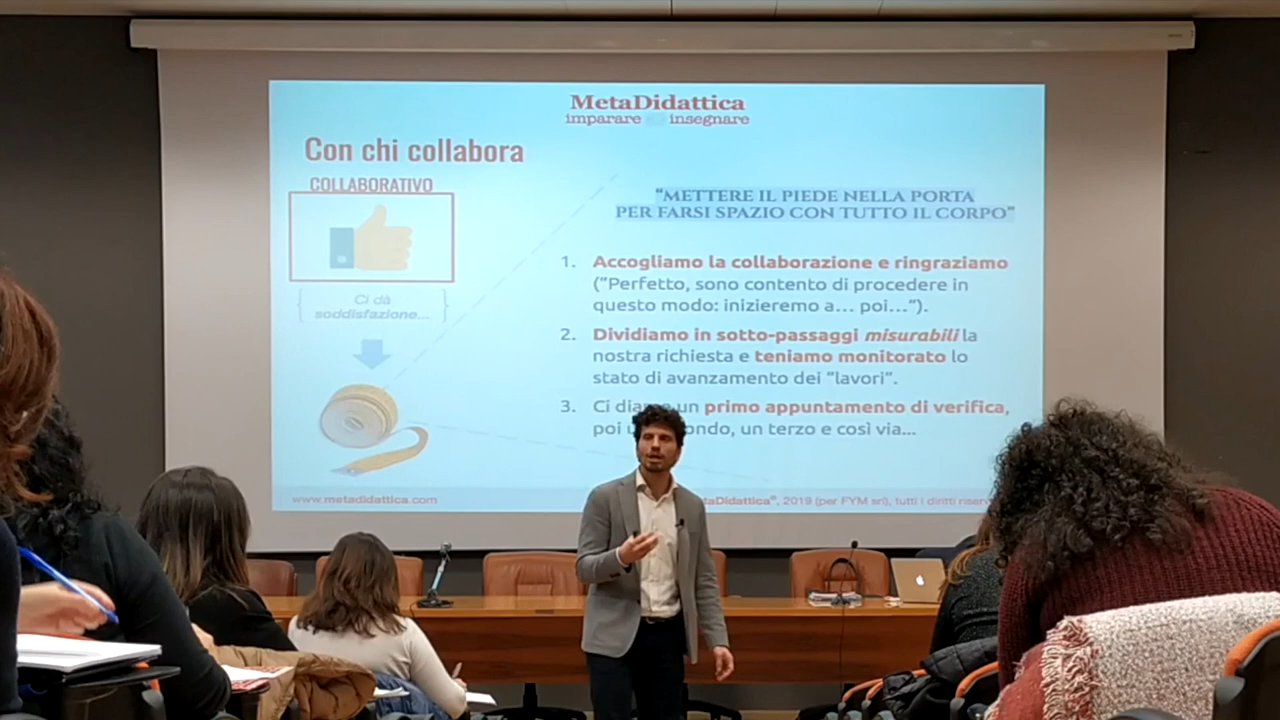 MetaDidattica
imparare insegnare
Con chi collabora
COLLABORATIVO
Ci dà
soddisfazione...
"METTERE IL PIEDE NELLA PORTA
PER FARSI SPAZIO CON TUTTO IL CORPO"
1. Accogliamo la collaborazione e ringraziamo
("Perfetto, sono contento di procedere in
questo modo: inizieremo a... poi...").
2. Dividiamo in sotto-passaggi misurabili la
nostra richiesta e teniamo monitorato lo
stato di avanzamento dei "lavori".
3. Ci un primo appuntamento di verifica,
poi un terzo e così via...
www.metadidattica.com
2019 (per FYM srl), tutti i diritti